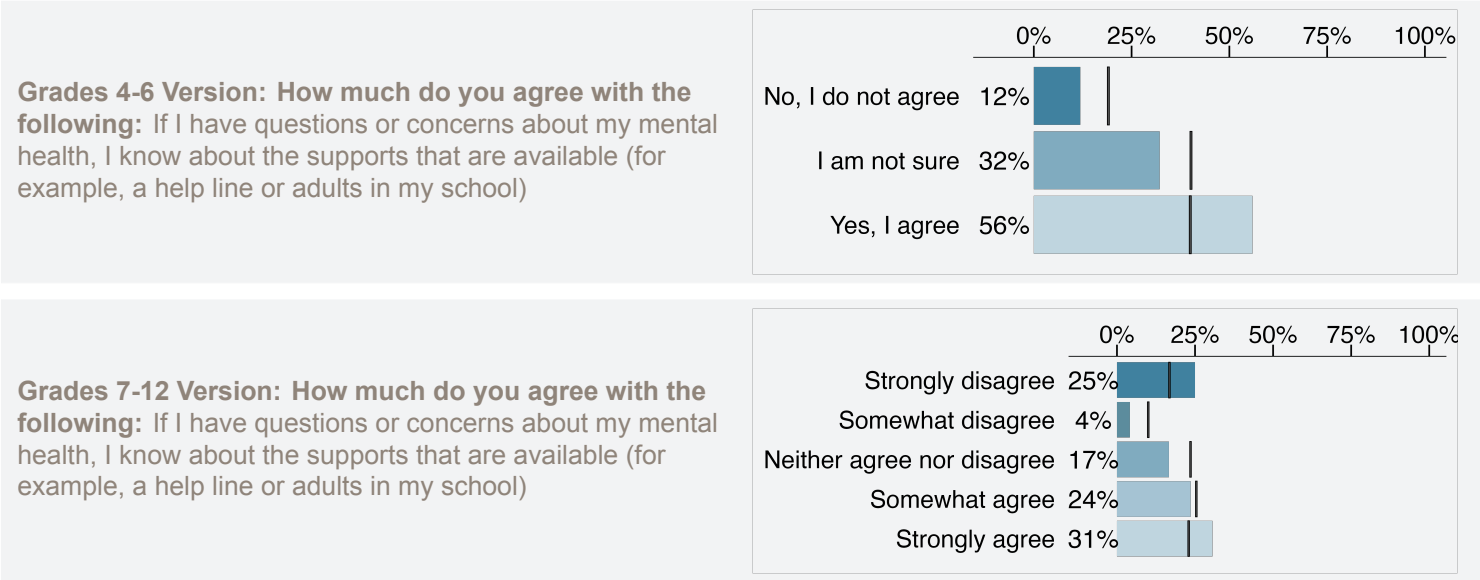 Grades 4-6 Version: How much do you agree with the
following: If I have questions or concerns about my mental
health, I know about the supports that are available (for
example, a help line or adults in my school)
0% 25% 50% 75% 100%
No, I do not agree 12%
I am not sure 32%
Yes, I agree 56%
Grades 7-12 Version: How much do you agree with the
following: If I have questions or concerns about my mental
health, I know about the supports that are available (for
example, a help line or adults in my school)
0% 25% 50% 75% 100%
Strongly disagree 25%
Somewhat disagree 4%
Neither agree nor disagree 17%
Somewhat agree 24%
Strongly agree 31%